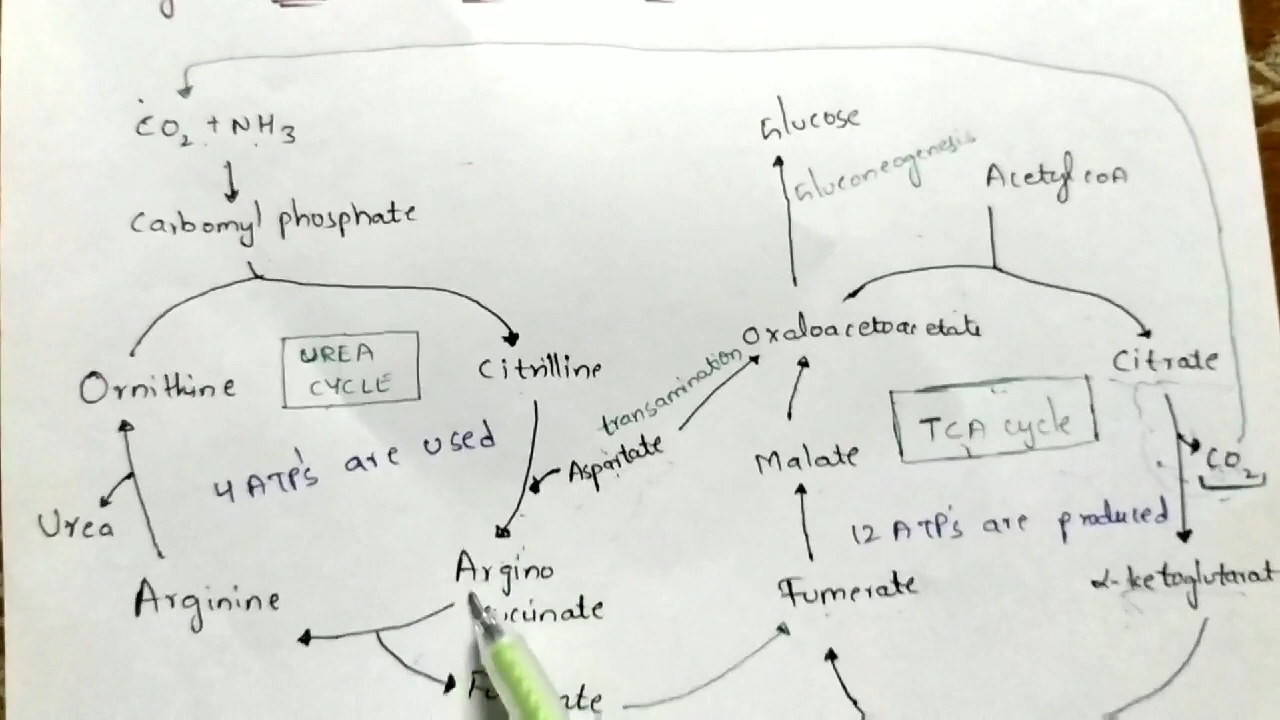 CO2 + NH3
Carbomyl phosphate
Ornithine
UREA
CYCLE
Citrilline
4 ATP's are used
Urea
Arginine
Argino
Aspartate
transamination
Glucose
Gluconeogenesis
Acetyl coA
Oxaloacetoacetate
Citrate
TCA cycle
Malate
CO2
12 ATP's are produced
Fumerate
α-ketoglutarat